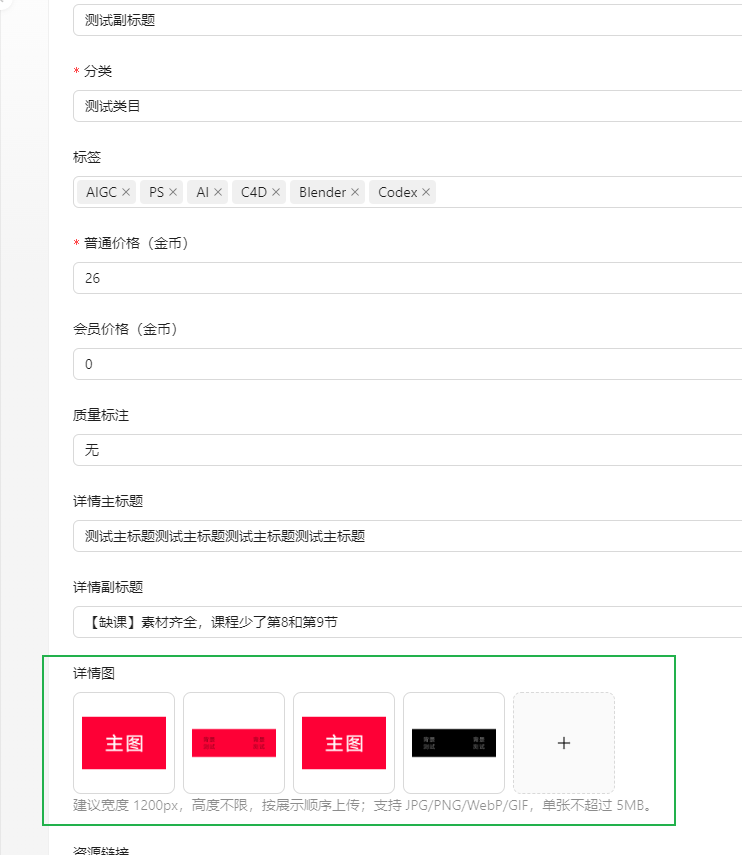 测试副标题
* 分类
测试类目
标签
AIGC × PS × AI × C4D × Blender × Codex ×
* 普通价格（金币）
26
会员价格（金币）
0
质量标注
无
详情主标题
测试主标题测试主标题测试主标题测试主标题
详情副标题
【缺课】素材齐全，课程少了第8和第9节
详情图
主图 主图
建议宽度 1200px，高度不限，按展示顺序上传；支持 JPG/PNG/WebP/GIF，单张不超过 5MB。
资源链接